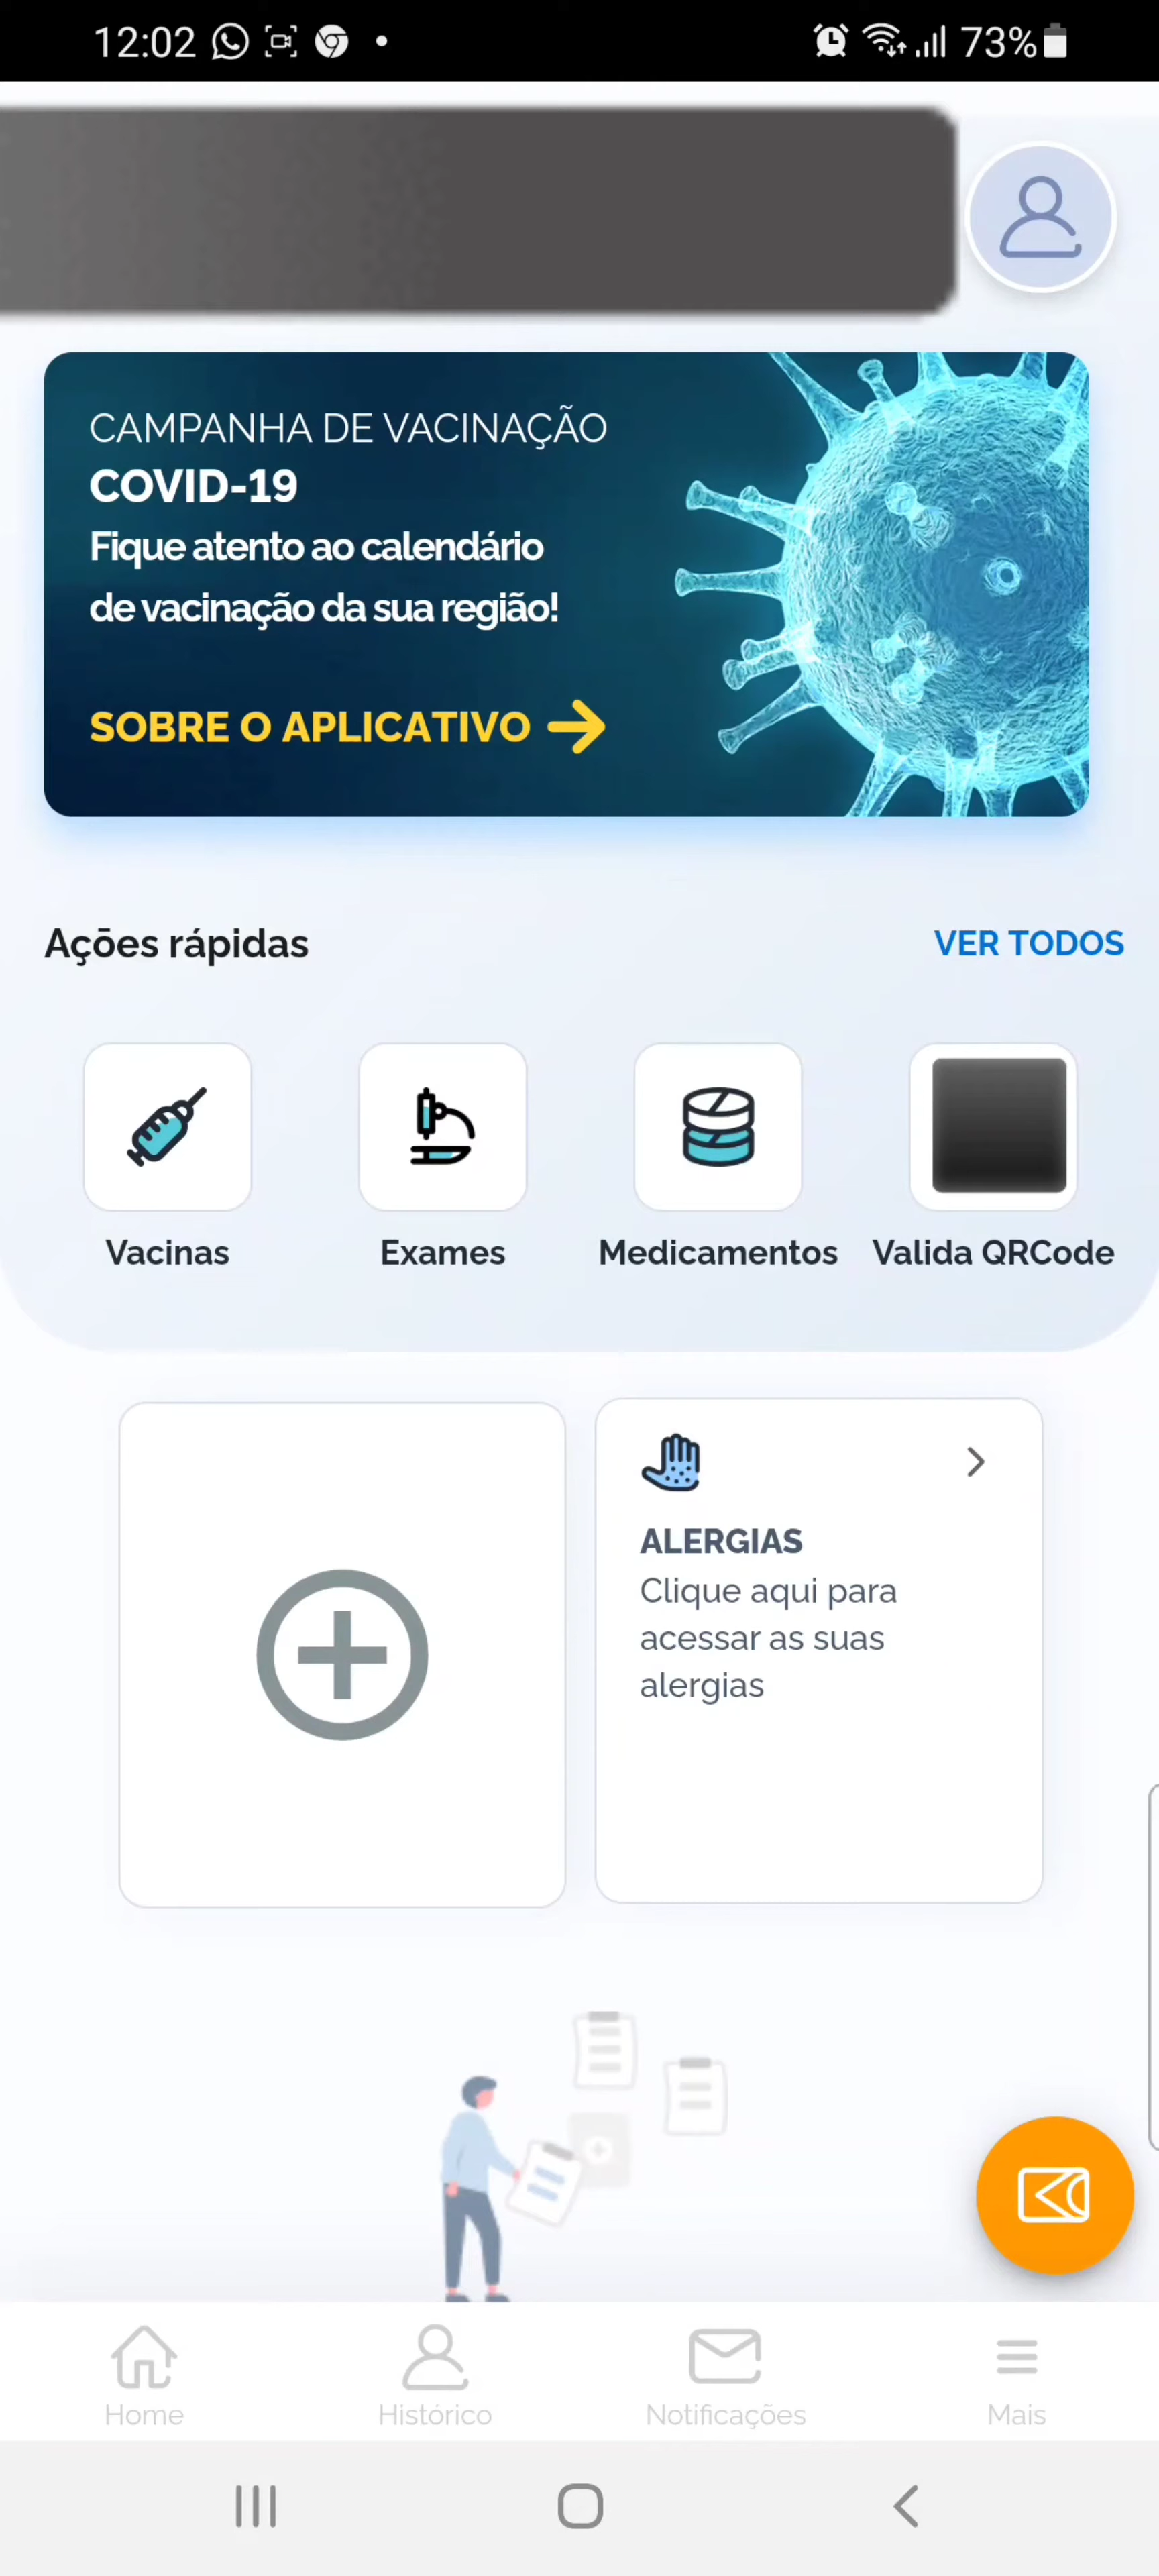 12:02
73%
CAMPANHA DE VACINAÇÃO
COVID-19
Fique atento ao calendário
de vacinação da sua região!
SOBRE O APLICATIVO
Ações rápidas
VER TODOS
Vacinas
Exames
Medicamentos
Valida QRCode
ALERGIAS
Clique aqui para
acessar as suas
alergias
Home
Histórico
Notificações
Mais